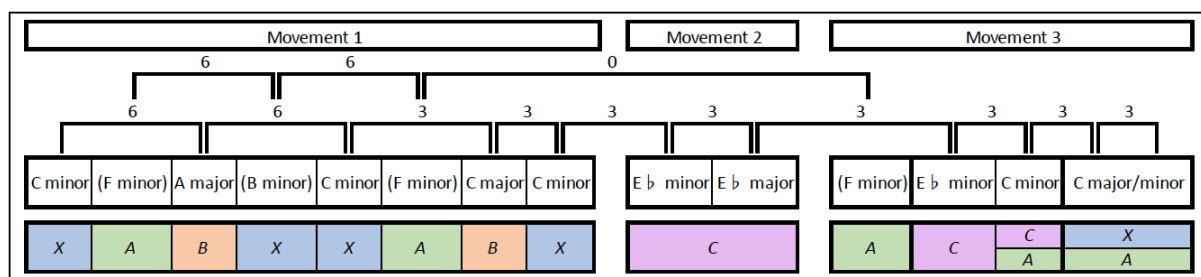 Movement 1 Movement 2 Movement 3
6 6 0
6 6 3 3 3 3 3 3 3 3
C minor (F minor) A major (B minor) C minor (F minor) C major C minor E♭ minor E♭ major (F minor) E♭ minor C minor C major/minor
X A B X X A B X C A C C X
A A